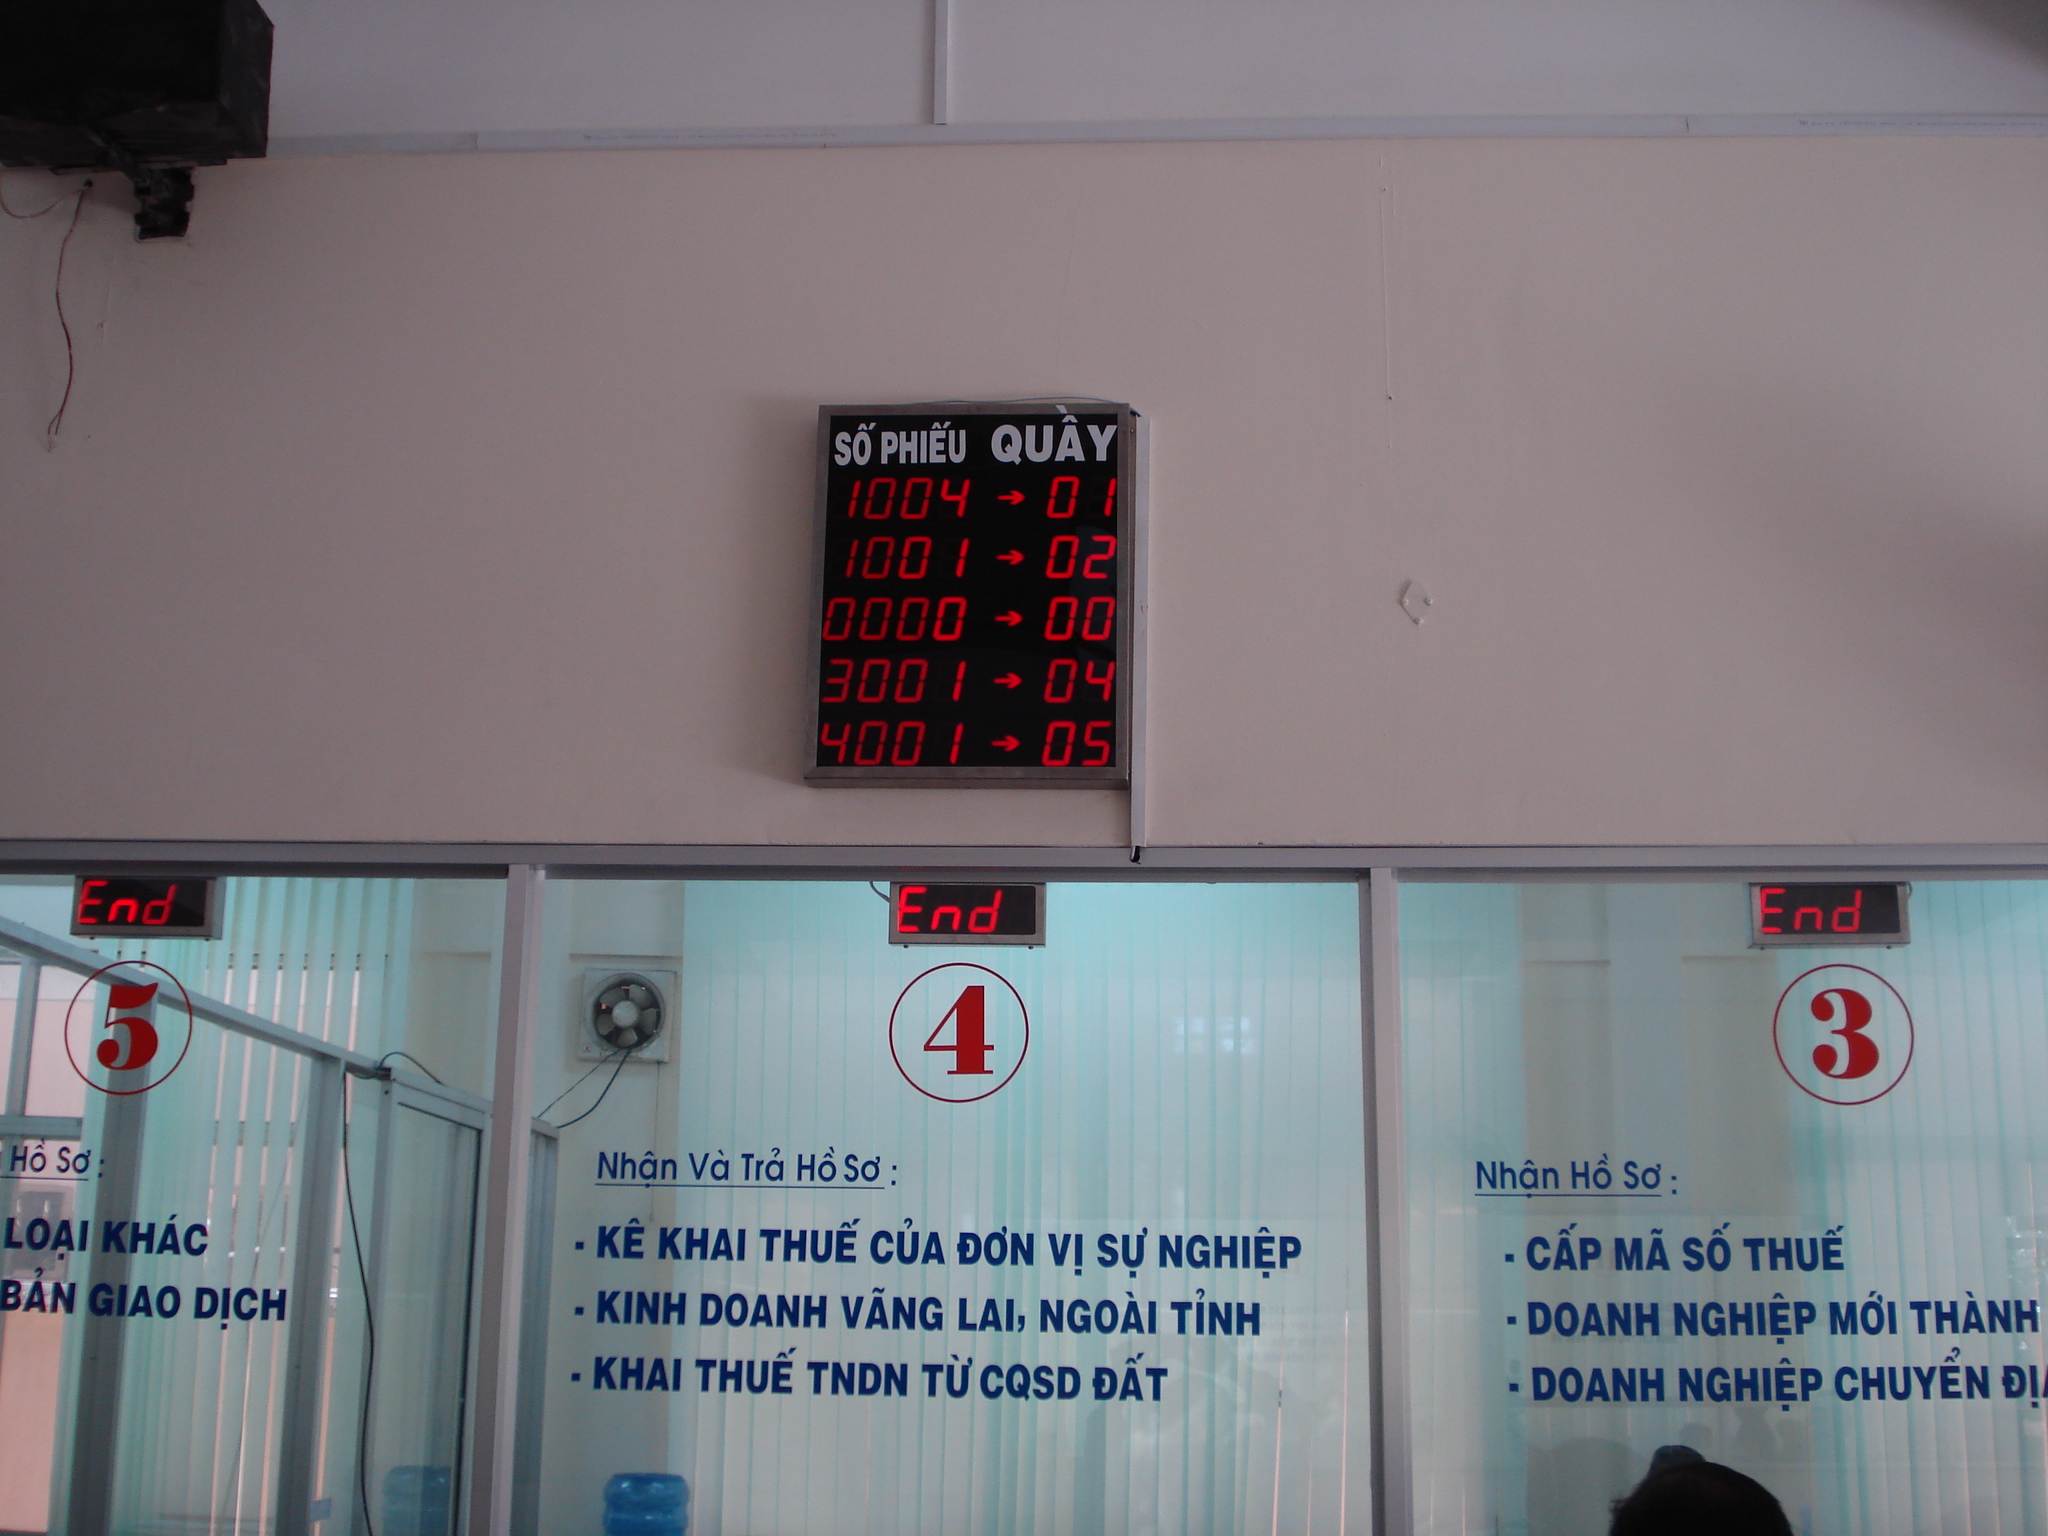 SỐ PHIẾU QUẦY
1004 → 01
1001 → 02
0000 → 00
3001 → 04
4001 → 05
End
5
Hồ Sơ :
LOẠI KHÁC
BẢN GIAO DỊCH
End
4
Nhận Và Trả Hồ Sơ :
- KÊ KHAI THUẾ CỦA ĐƠN VỊ SỰ NGHIỆP
- KINH DOANH VÃNG LAI, NGOÀI TỈNH
- KHAI THUẾ TNDN TỪ CQSD ĐẤT
End
3
Nhận Hồ Sơ :
- CẤP MÃ SỐ THUẾ
- DOANH NGHIỆP MỚI THÀNH
- DOANH NGHIỆP CHUYỂN